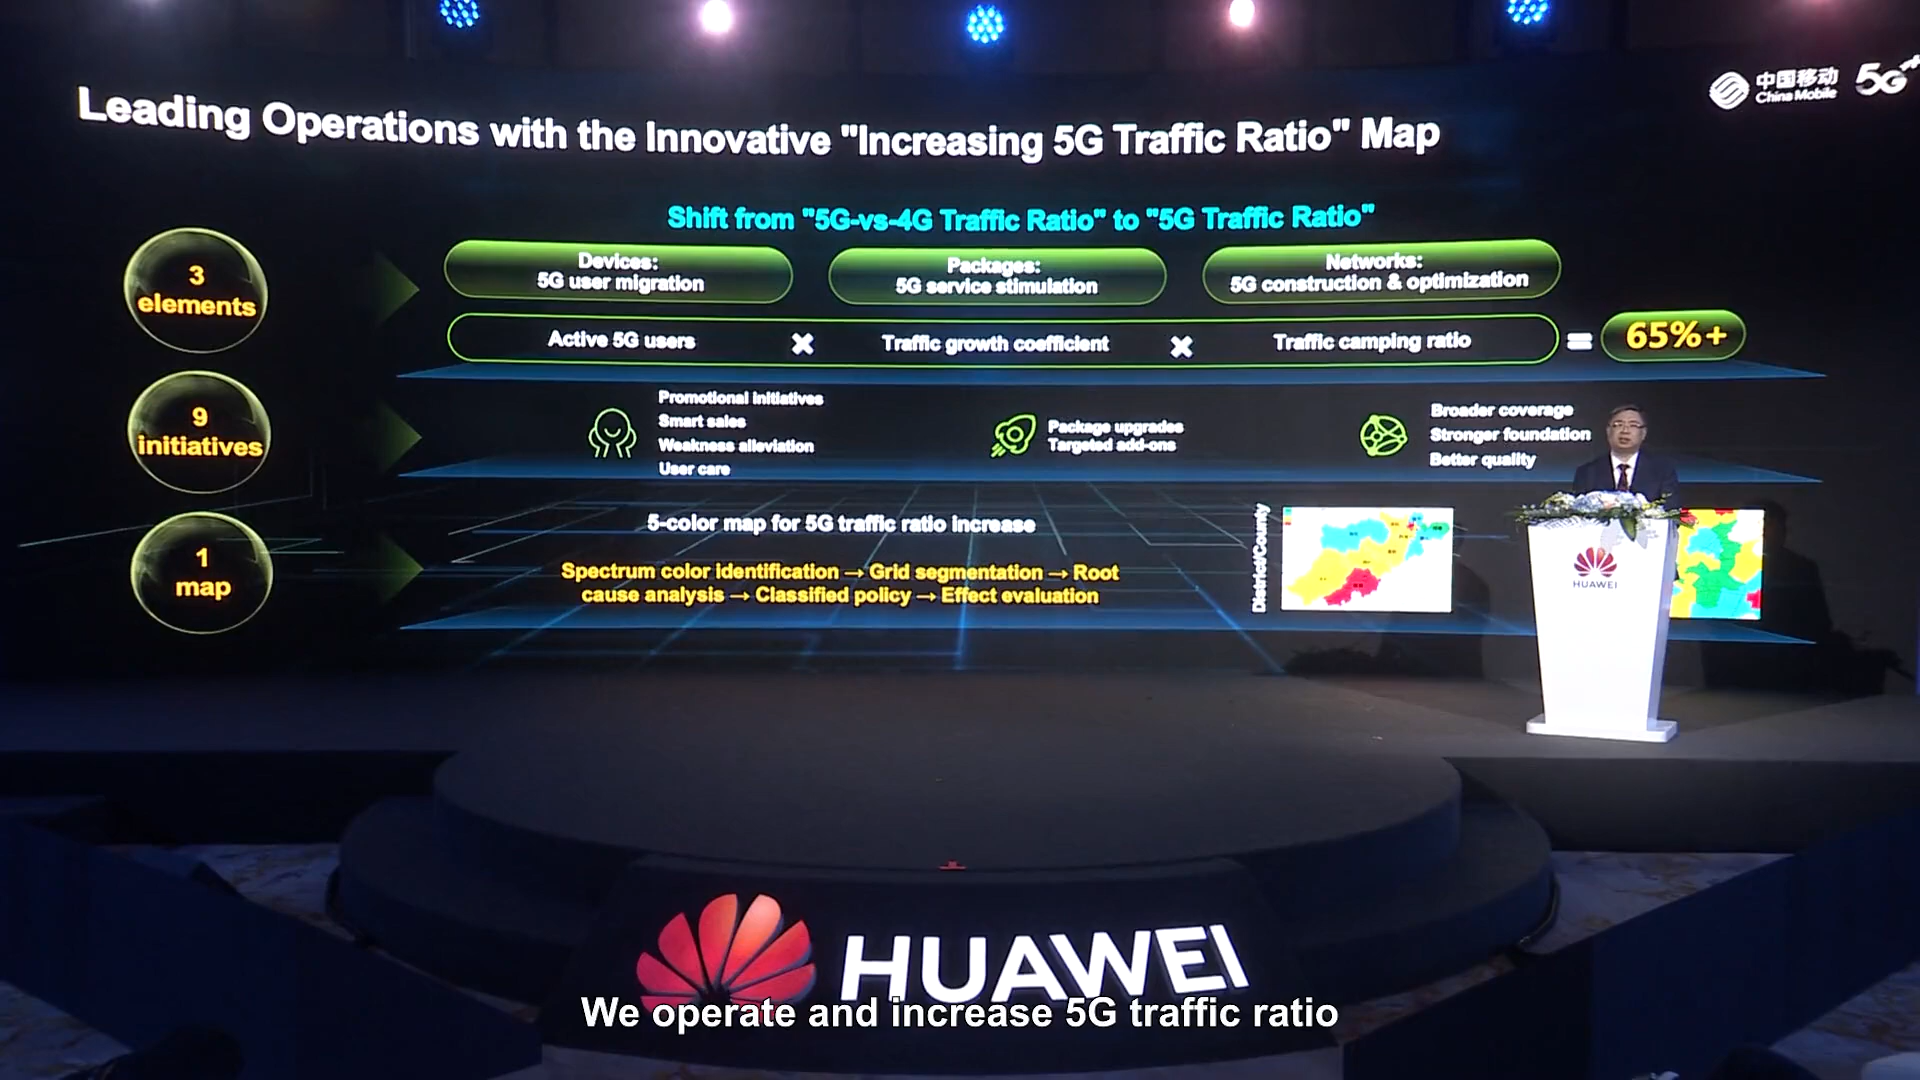 中国移动
China Mobile
5G++
Leading Operations with the Innovative "Increasing 5G Traffic Ratio" Map
Shift from "5G-vs-4G Traffic Ratio" to "5G Traffic Ratio"
3
elements
Devices:
5G user migration
Packages:
5G service stimulation
Networks:
5G construction & optimization
Active 5G users × Traffic growth coefficient × Traffic camping ratio = 65%+
9
initiatives
Promotional initiatives
Smart sales
Weakness alleviation
User care
Package upgrades
Targeted add-ons
Broader coverage
Stronger foundation
Better quality
1
map
5-color map for 5G traffic ratio increase
Spectrum color identification → Grid segmentation → Root
cause analysis → Classified policy → Effect evaluation
District/County
HUAWEI
HUAWEI
We operate and increase 5G traffic ratio